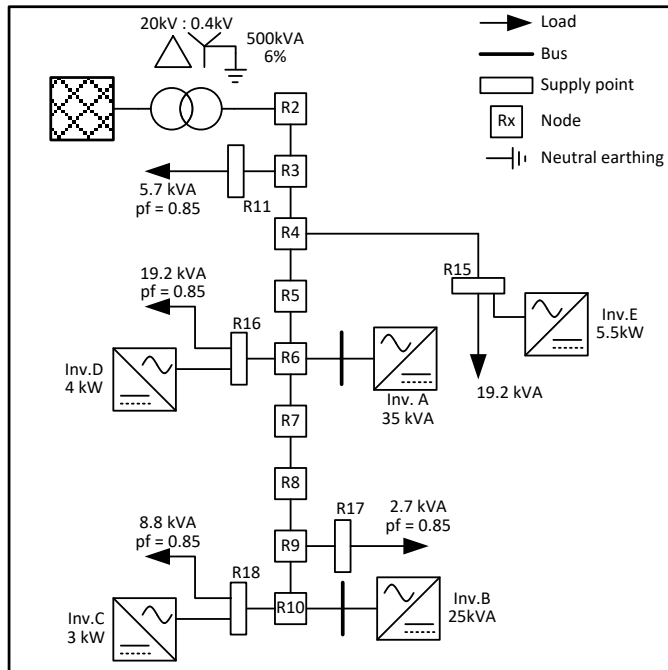 20kV : 0.4kV
500kVA
6%
Load
Bus
Supply point
Rx
Node
Neutral earthing
R2
R3
5.7 kVA
pf = 0.85
R11
R4
R15
Inv.E
5.5kW
19.2 kVA
19.2 kVA
pf = 0.85
R5
R16
R6
Inv.D
4 kW
Inv. A
35 kVA
R7
R8
R17
2.7 kVA
pf = 0.85
8.8 kVA
pf = 0.85
R9
R18
R10
Inv.C
3 kW
Inv.B
25kVA